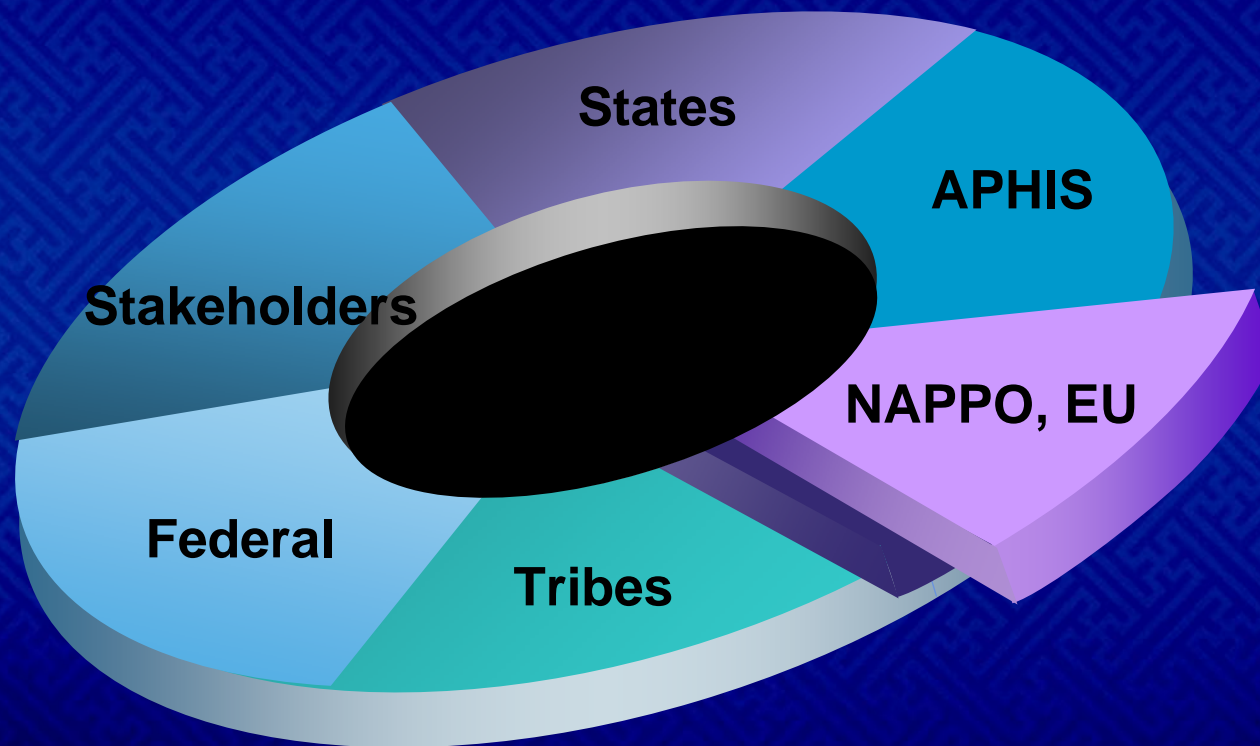 States
APHIS
Stakeholders
NAPPO, EU
Federal
Tribes